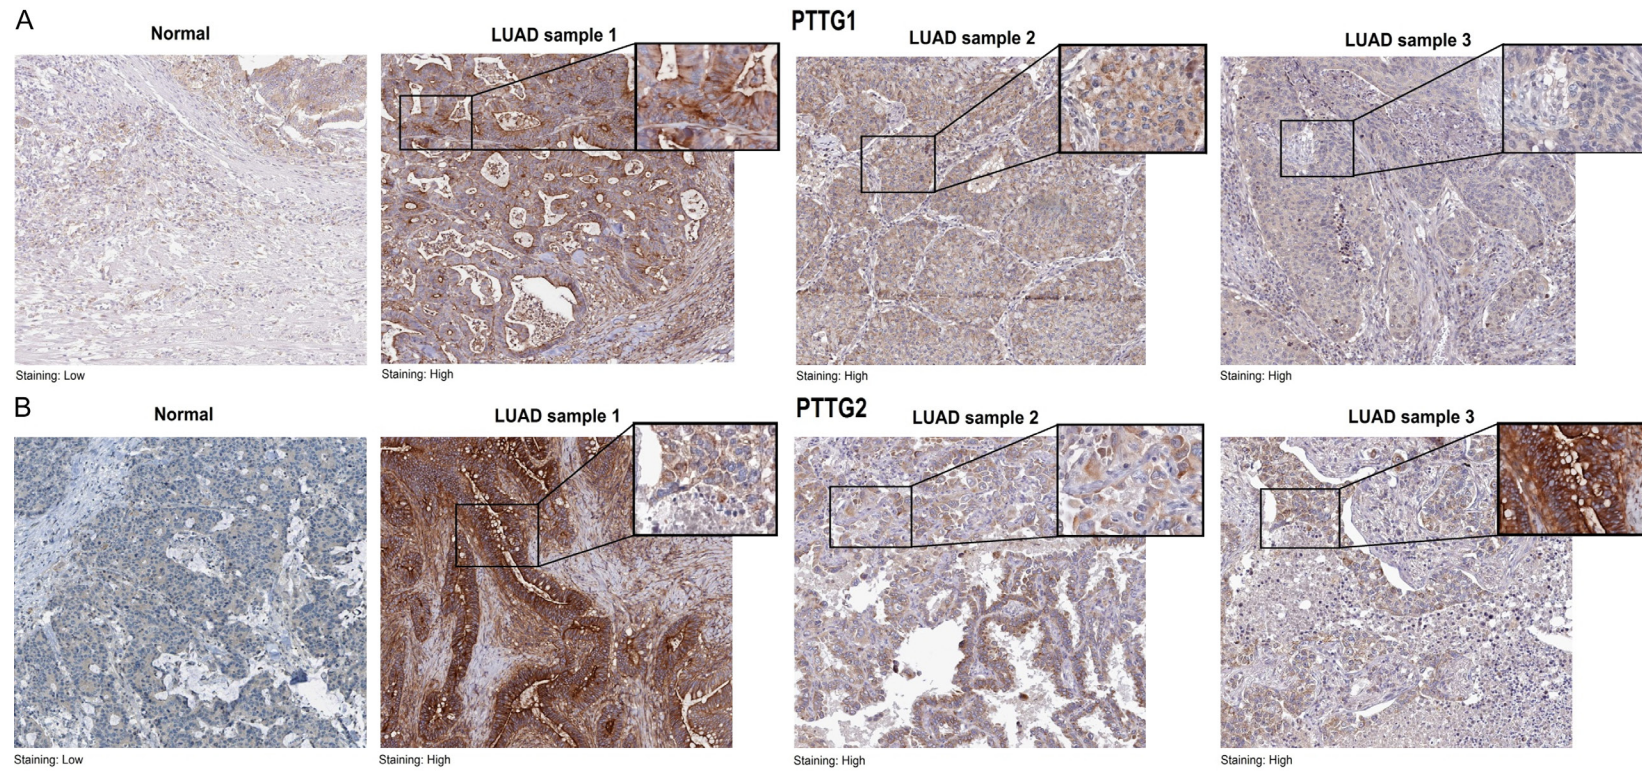 A
PTTG1
Normal
LUAD sample 1
LUAD sample 2
LUAD sample 3
Staining: Low
Staining: High
Staining: High
Staining: High
B
PTTG2
Normal
LUAD sample 1
LUAD sample 2
LUAD sample 3
Staining: Low
Staining: High
Staining: High
Staining: High